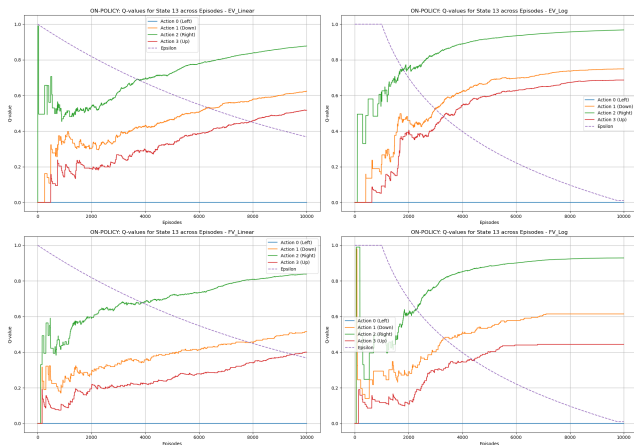 ON-POLICY: Q-values for State 13 across Episodes - EV_Linear
1.0
0.8
0.6
0.4
0.2
0.0
Q-value
Action 0 (Left)
Action 1 (Down)
Action 2 (Right)
Action 3 (Up)
Epsilon
0
2000
4000
6000
8000
10000
Episodes
ON-POLICY: Q-values for State 13 across Episodes - EV_Log
1.0
0.8
0.6
0.4
0.2
0.0
Q-value
Action 0 (Left)
Action 1 (Down)
Action 2 (Right)
Action 3 (Up)
Epsilon
0
2000
4000
6000
8000
10000
Episodes
ON-POLICY: Q-values for State 13 across Episodes - FV_Linear
1.0
0.8
0.6
0.4
0.2
0.0
Q-value
Action 0 (Left)
Action 1 (Down)
Action 2 (Right)
Action 3 (Up)
Epsilon
0
2000
4000
6000
8000
10000
Episodes
ON-POLICY: Q-values for State 13 across Episodes - FV_Log
1.0
0.8
0.6
0.4
0.2
0.0
Q-value
Action 0 (Left)
Action 1 (Down)
Action 2 (Right)
Action 3 (Up)
Epsilon
0
2000
4000
6000
8000
10000
Episodes